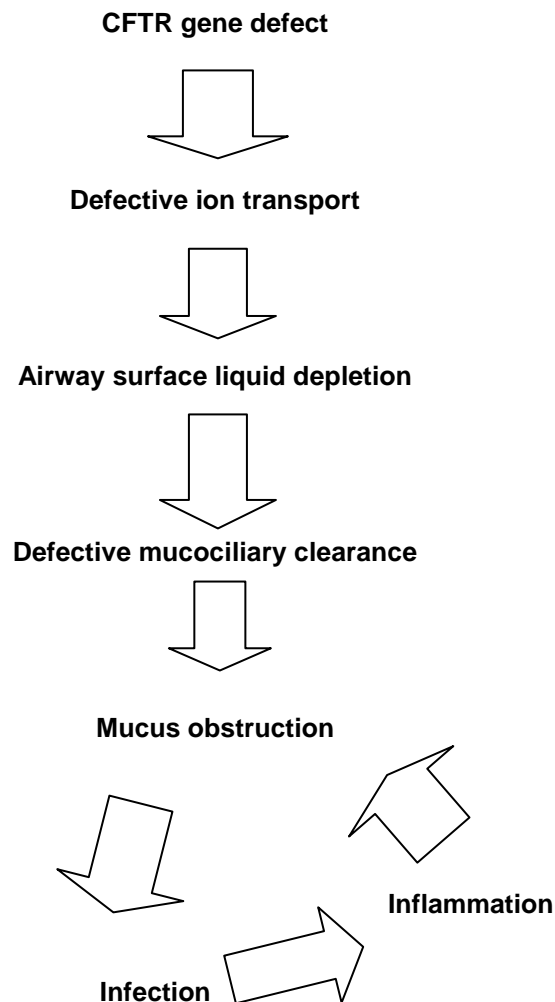 CFTR gene defect
Defective ion transport
Airway surface liquid depletion
Defective mucociliary clearance
Mucus obstruction
Inflammation
Infection